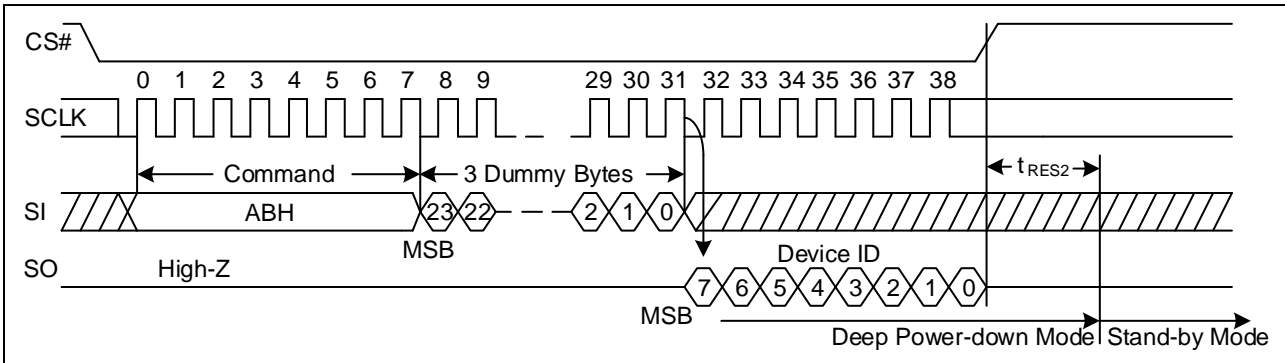 CS#
0 1 2 3 4 5 6 7 8 9 29 30 31 32 33 34 35 36 37 38
SCLK
Command 3 Dummy Bytes tRES2
SI ABH 23 22 2 1 0
MSB
SO High-Z Device ID
7 6 5 4 3 2 1 0
MSB
Deep Power-down Mode Stand-by Mode